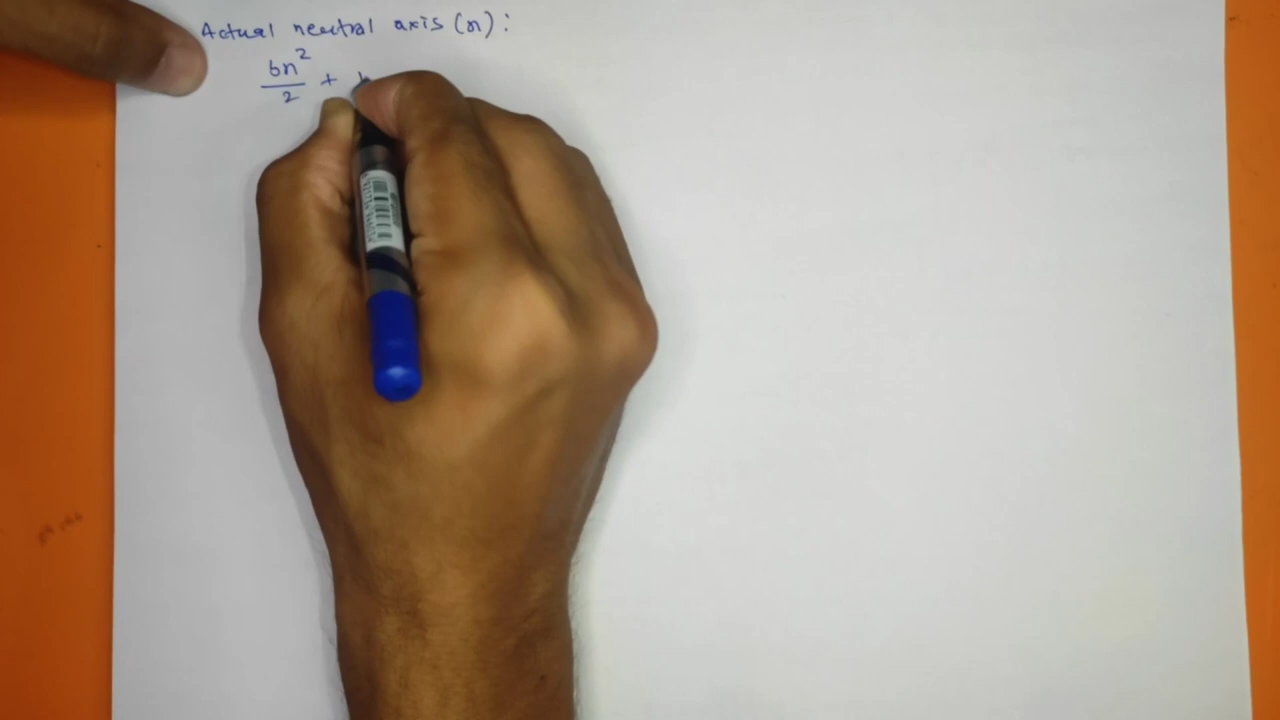 Actual neutral axis (n):
bn²/2 +